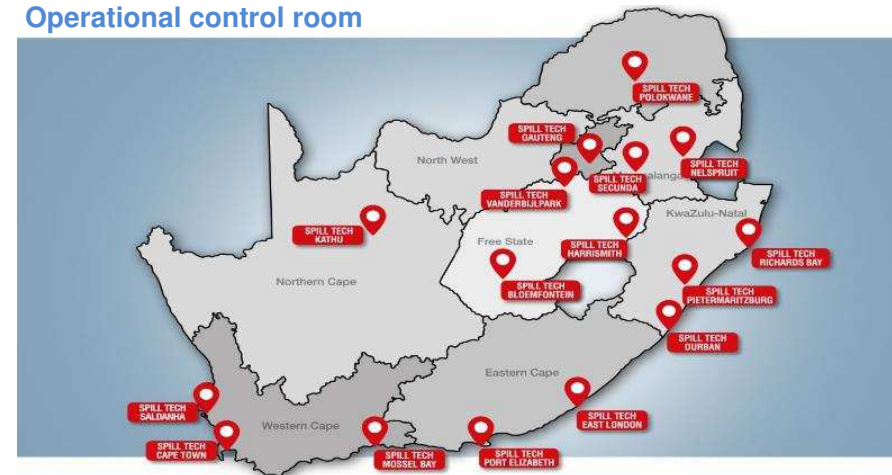 Operational control room
SPILL TECH
POLOKWANE
SPILL TECH
GAUTENG
North West
SPILL TECH
NELSPRUIT
SPILL TECH
SECUNDA
alanga
SPILL TECH
VANDERBIJLPARK
KwaZulu-Natal
SPILL TECH
KATHU
Free State
SPILL TECH
HARRISMITH
SPILL TECH
RICHARDS BAY
Northern Cape
SPILL TECH
BLOEMFONTEIN
SPILL TECH
PIETERMARITZBURG
SPILL TECH
DURBAN
Eastern Cape
SPILL TECH
SALDANHA
SPILL TECH
EAST LONDON
Western Cape
SPILL TECH
CAPE TOWN
SPILL TECH
MOSSEL BAY
SPILL TECH
PORT ELIZABETH